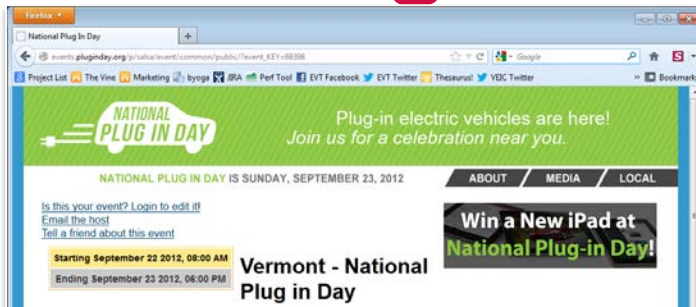 Firefox
National Plug In Day
events.pluginday.org/p/salsa/event/common/public/?event_KEY=68396
Google
Project List The Vine Marketing byoga JIRA Perf Tool EVT Facebook EVT Twitter Thesaurus! VEIC Twitter » Bookmark
NATIONAL
PLUG IN DAY
Plug-in electric vehicles are here!
Join us for a celebration near you.
NATIONAL PLUG IN DAY IS SUNDAY, SEPTEMBER 23, 2012
ABOUT / MEDIA / LOCAL
Is this your event? Login to edit it!
Email the host
Tell a friend about this event
Win a New iPad at
National Plug-in Day!
Starting September 22 2012, 08:00 AM
Ending September 23 2012, 06:00 PM
Vermont - National
Plug in Day